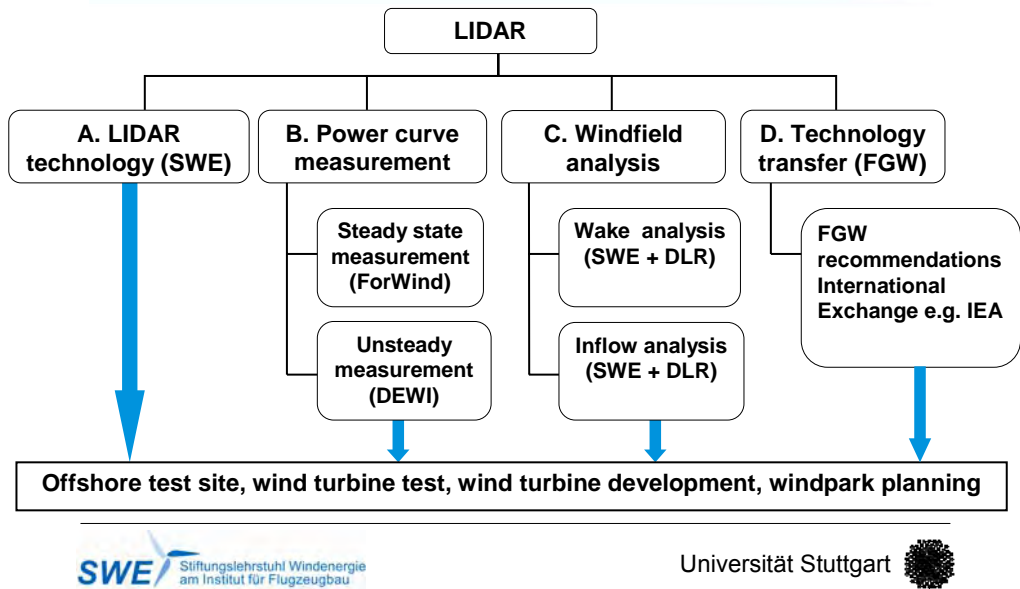 LIDAR
A. LIDAR
technology (SWE)
B. Power curve
measurement
C. Windfield
analysis
D. Technology
transfer (FGW)
Steady state
measurement
(ForWind)
Wake analysis
(SWE + DLR)
FGW
recommendations
International
Exchange e.g. IEA
Unsteady
measurement
(DEWI)
Inflow analysis
(SWE + DLR)
Offshore test site, wind turbine test, wind turbine development, windpark planning
SWE
Stiftungslehrstuhl Windenergie
am Institut für Flugzeugbau
Universität Stuttgart